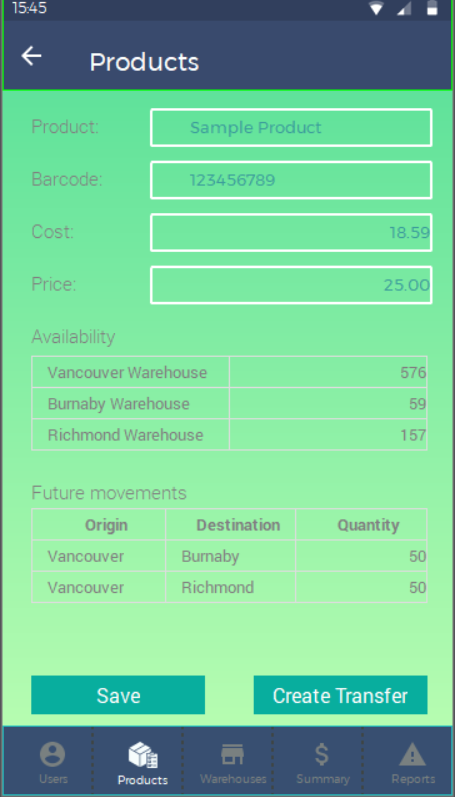 15:45
Products
Product: Sample Product
Barcode: 123456789
Cost: 18.59
Price: 25.00
Availability
Vancouver Warehouse 576
Burnaby Warehouse 59
Richmond Warehouse 157
Future movements
Origin Destination Quantity
Vancouver Burnaby 50
Vancouver Richmond 50
Save Create Transfer
Users Products Warehouses Summary Reports